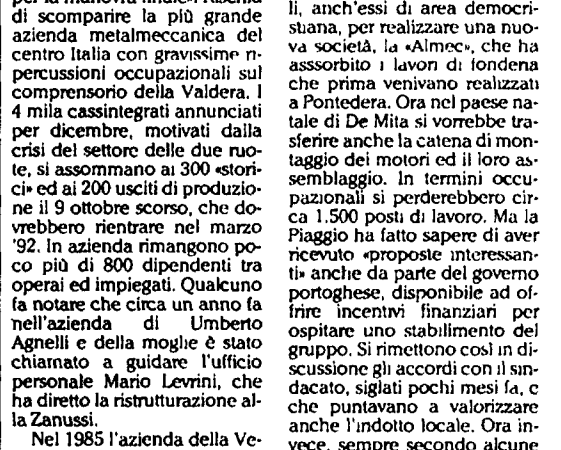 di scomparire la più grande
azienda metalmeccanica del
centro Italia con gravissime ri-
percussioni occupazionali sul
comprensorio della Valdera. I
4 mila cassintegrati annunciati
per dicembre, motivati dalla
crisi del settore delle due ruo-
te, si assommano ai 300 «stori-
ci» ed ai 200 usciti di produzio-
ne il 9 ottobre scorso, che do-
vrebbero rientrare nel marzo
'92. In azienda rimangono po-
co più di 800 dipendenti tra
operai ed impiegati. Qualcuno
fa notare che circa un anno fa
nell'azienda di Umberto
Agnelli e della moglie è stato
chiamato a guidare l'ufficio
personale Mario Levrini, che
ha diretto la ristrutturazione al-
la Zanussi.
Nel 1985 l'azienda della Ve-
li, anch'essi di area democri-
stiana, per realizzare una nuo-
va società, la «Almec», che ha
asssorbito i lavori di fonderia
che prima venivano realizzati
a Pontedera. Ora nel paese na-
tale di De Mita si vorrebbe tra-
sferire anche la catena di mon-
taggio dei motori ed il loro as-
semblaggio. In termini occu-
pazionali si perderebbero cir-
ca 1.500 posti di lavoro. Ma la
Piaggio ha fatto sapere di aver
ricevuto «proposte interessan-
ti» anche da parte del governo
portoghese, disponibile ad of-
frire incentivi finanziari per
ospitare uno stabilimento del
gruppo. Si rimettono così in di-
scussione gli accordi con il sin-
dacato, siglati pochi mesi fa, e
che puntavano a valorizzare
anche l'indotto locale. Ora in-
vece, sempre secondo alcune